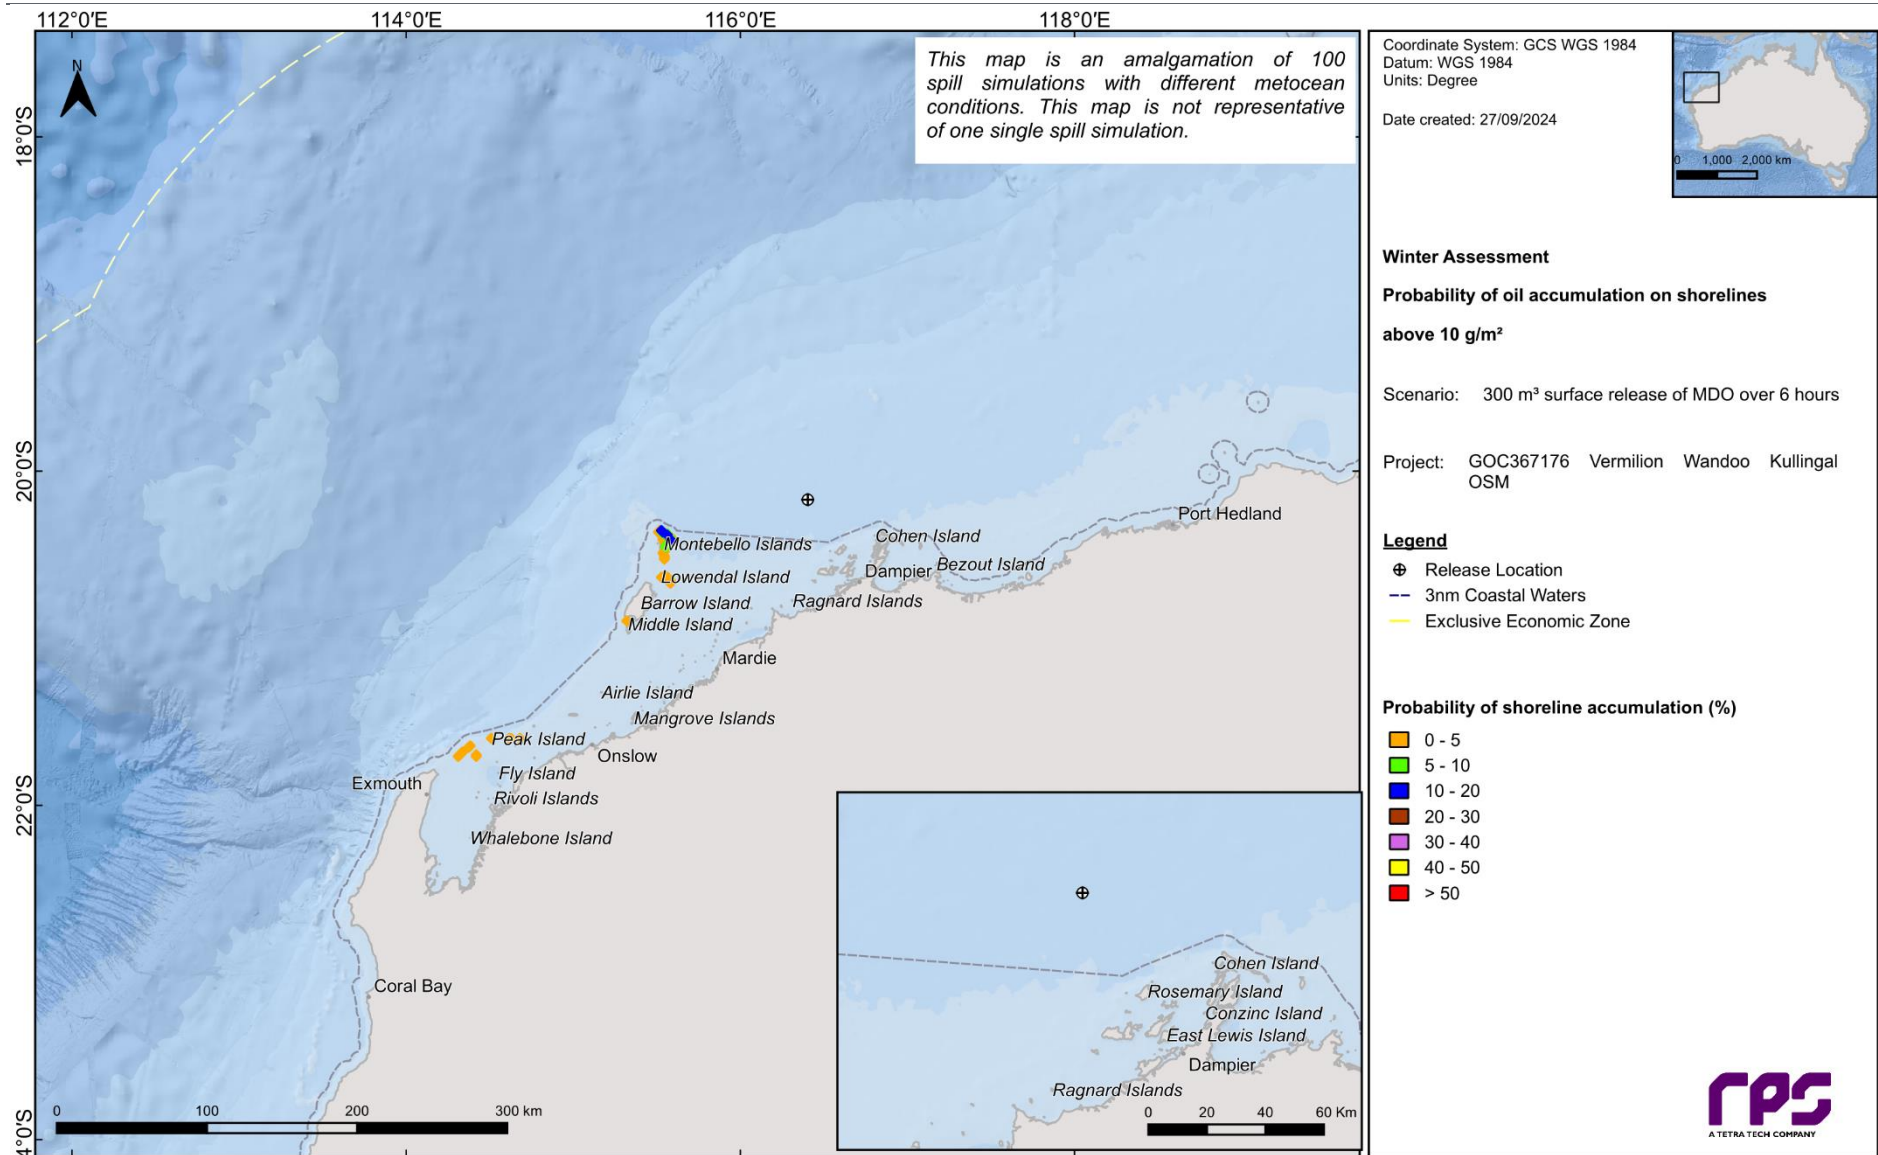 112°0'E
114°0'E
116°0'E
118°0'E
18°0'S
20°0'S
22°0'S
4°0'S
N
This map is an amalgamation of 100
spill simulations with different metocean
conditions. This map is not representative
of one single spill simulation.
Montebello Islands
Lowendal Island
Barrow Island
Middle Island
Cohen Island
Dampier
Bezout Island
Ragnard Islands
Port Hedland
Mardie
Airlie Island
Mangrove Islands
Peak Island
Onslow
Fly Island
Exmouth
Rivoli Islands
Whalebone Island
Coral Bay
0 100 200 300 km
Cohen Island
Rosemary Island
Conzinc Island
East Lewis Island
Dampier
Ragnard Islands
0 20 40 60 Km
Coordinate System: GCS WGS 1984
Datum: WGS 1984
Units: Degree
Date created: 27/09/2024
0 1,000 2,000 km
Winter Assessment
Probability of oil accumulation on shorelines
above 10 g/m²
Scenario: 300 m³ surface release of MDO over 6 hours
Project: GOC367176 Vermilion Wandoo Kullingal
OSM
Legend
Release Location
3nm Coastal Waters
Exclusive Economic Zone
Probability of shoreline accumulation (%)
0 - 5
5 - 10
10 - 20
20 - 30
30 - 40
40 - 50
> 50
rps
A TETRA TECH COMPANY